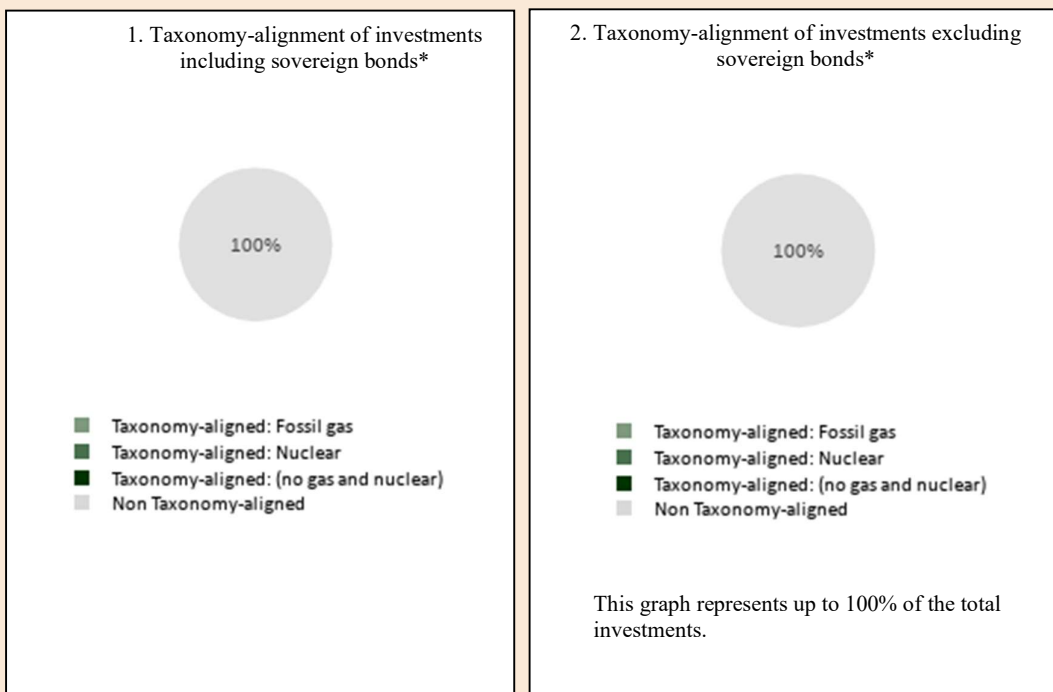 1. Taxonomy-alignment of investments
including sovereign bonds*
100%
Taxonomy-aligned: Fossil gas
Taxonomy-aligned: Nuclear
Taxonomy-aligned: (no gas and nuclear)
Non Taxonomy-aligned
2. Taxonomy-alignment of investments excluding
sovereign bonds*
100%
Taxonomy-aligned: Fossil gas
Taxonomy-aligned: Nuclear
Taxonomy-aligned: (no gas and nuclear)
Non Taxonomy-aligned
This graph represents up to 100% of the total
investments.